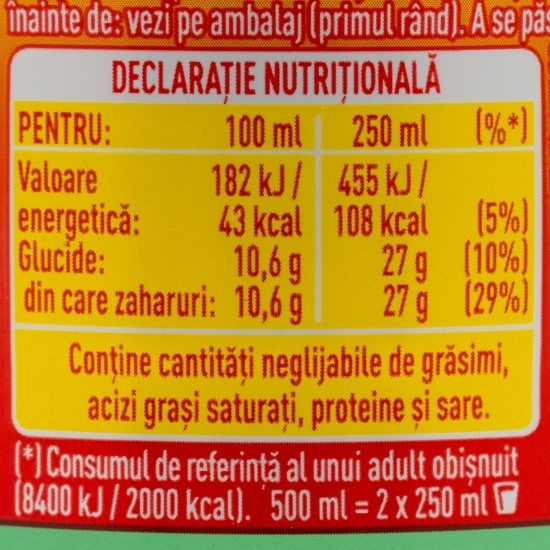 înainte de: vezi pe ambalaj (primul rând). A se păs
DECLARAȚIE NUTRIȚIONALĂ
PENTRU: 100 ml 250 ml (%*)
Valoare 182 kJ / 455 kJ /
energetică: 43 kcal 108 kcal (5%)
Glucide: 10,6 g 27 g (10%)
din care zaharuri: 10,6 g 27 g (29%)
Conține cantități neglijabile de grăsimi,
acizi grași saturați, proteine și sare.
(*) Consumul de referință al unui adult obișnuit
(8400 kJ / 2000 kcal). 500 ml = 2 x 250 ml